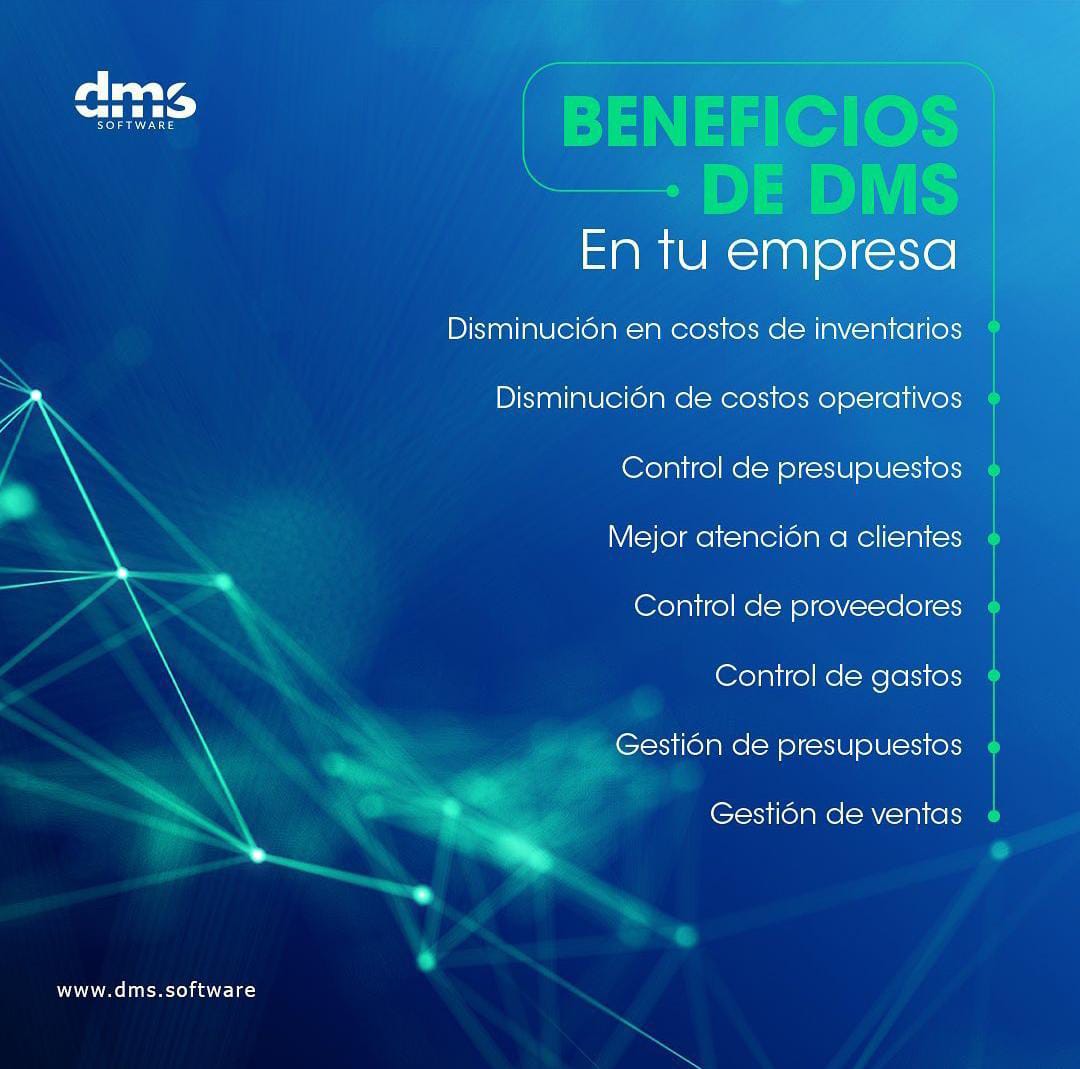 dms
SOFTWARE
BENEFICIOS
DE DMS
En tu empresa
Disminución en costos de inventarios
Disminución de costos operativos
Control de presupuestos
Mejor atención a clientes
Control de proveedores
Control de gastos
Gestión de presupuestos
Gestión de ventas
www.dms.software